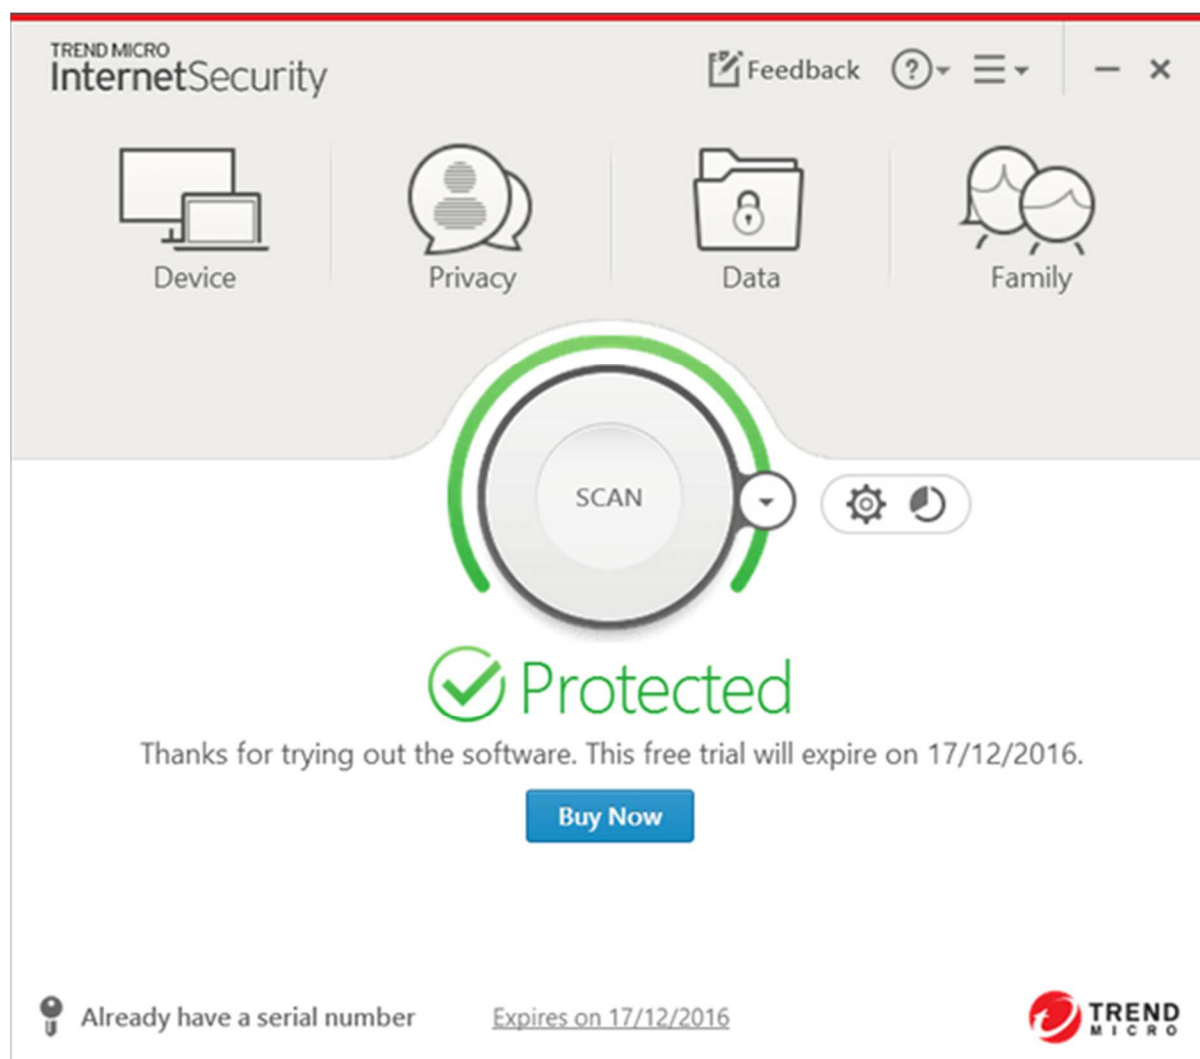 TREND MICRO
InternetSecurity
Feedback
?
Device
Privacy
Data
Family
SCAN
Protected
Thanks for trying out the software. This free trial will expire on 17/12/2016.
Buy Now
Already have a serial number
Expires on 17/12/2016
TREND
MICRO